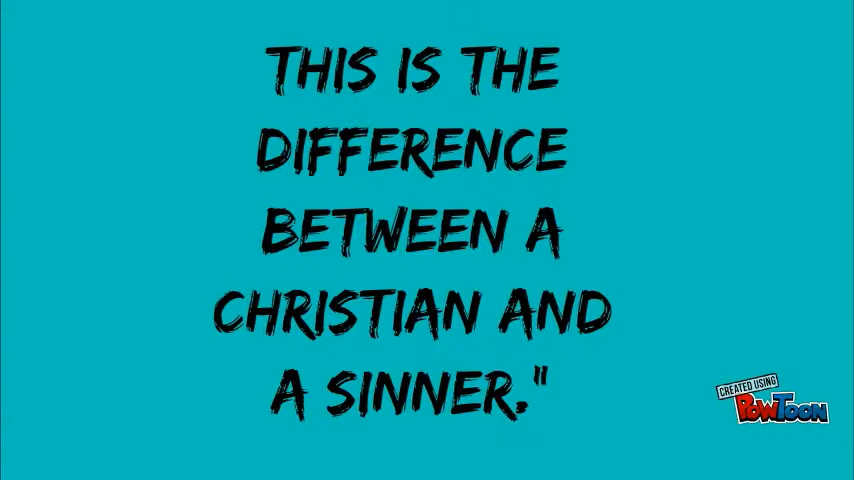 THIS IS THE
DIFFERENCE
BETWEEN A
CHRISTIAN AND
A SINNER."
CREATED USING
POWTOON